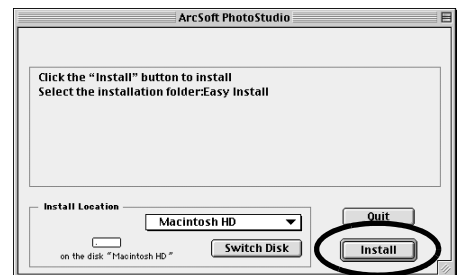 ArcSoft PhotoStudio
Click the “Install” button to install
Select the installation folder:Easy Install
Install Location
Macintosh HD
on the disk “Macintosh HD”
Switch Disk
Quit
Install